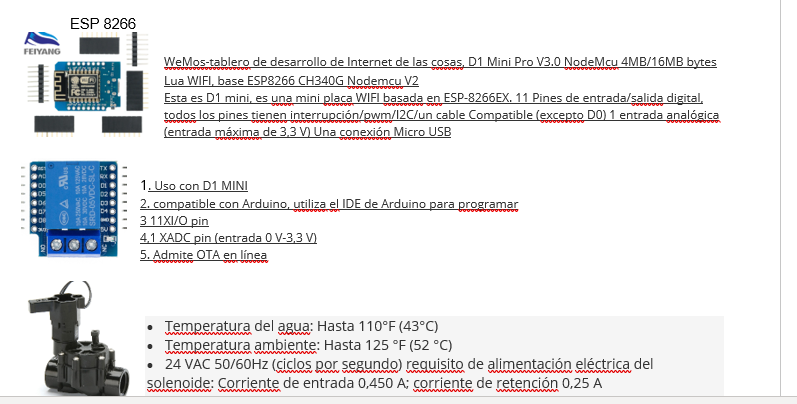 ESP 8266
FEIYANG
WeMos-tablero de desarrollo de Internet de las cosas, D1 Mini Pro V3.0 NodeMcu 4MB/16MB bytes
Lua WIFI, base ESP8266 CH340G Nodemcu V2
Esta es D1 mini, es una mini placa WIFI basada en ESP-8266EX. 11 Pines de entrada/salida digital,
todos los pines tienen interrupción/pwm/I2C/un cable Compatible (excepto D0) 1 entrada analógica
(entrada máxima de 3,3 V) Una conexión Micro USB
1. Uso con D1 MINI
2. compatible con Arduino, utiliza el IDE de Arduino para programar
3 11XI/O pin
4,1 XADC pin (entrada 0 V-3,3 V)
5. Admite OTA en línea
SRD-05VDC-SL-C
NO
NC
• Temperatura del agua: Hasta 110°F (43°C)
• Temperatura ambiente: Hasta 125 °F (52 °C)
• 24 VAC 50/60Hz (ciclos por segundo) requisito de alimentación eléctrica del
solenoide: Corriente de entrada 0,450 A; corriente de retención 0,25 A